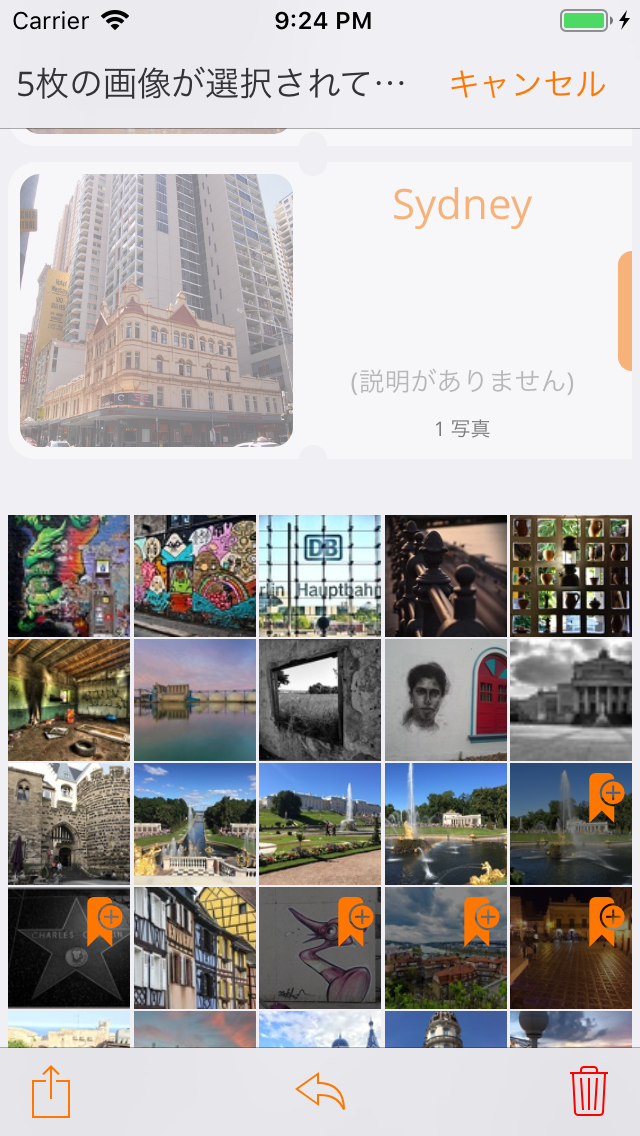 Carrier
9:24 PM
5枚の画像が選択されて…
キャンセル
Sydney
(説明がありません)
1 写真
DB
rlin Hauptbahn
CHARLES C